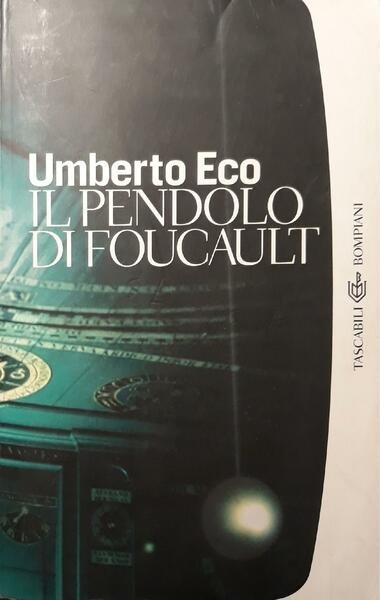 Umberto Eco
IL PENDOLO
DI FOUCAULT
TASCABILI BOMPIANI